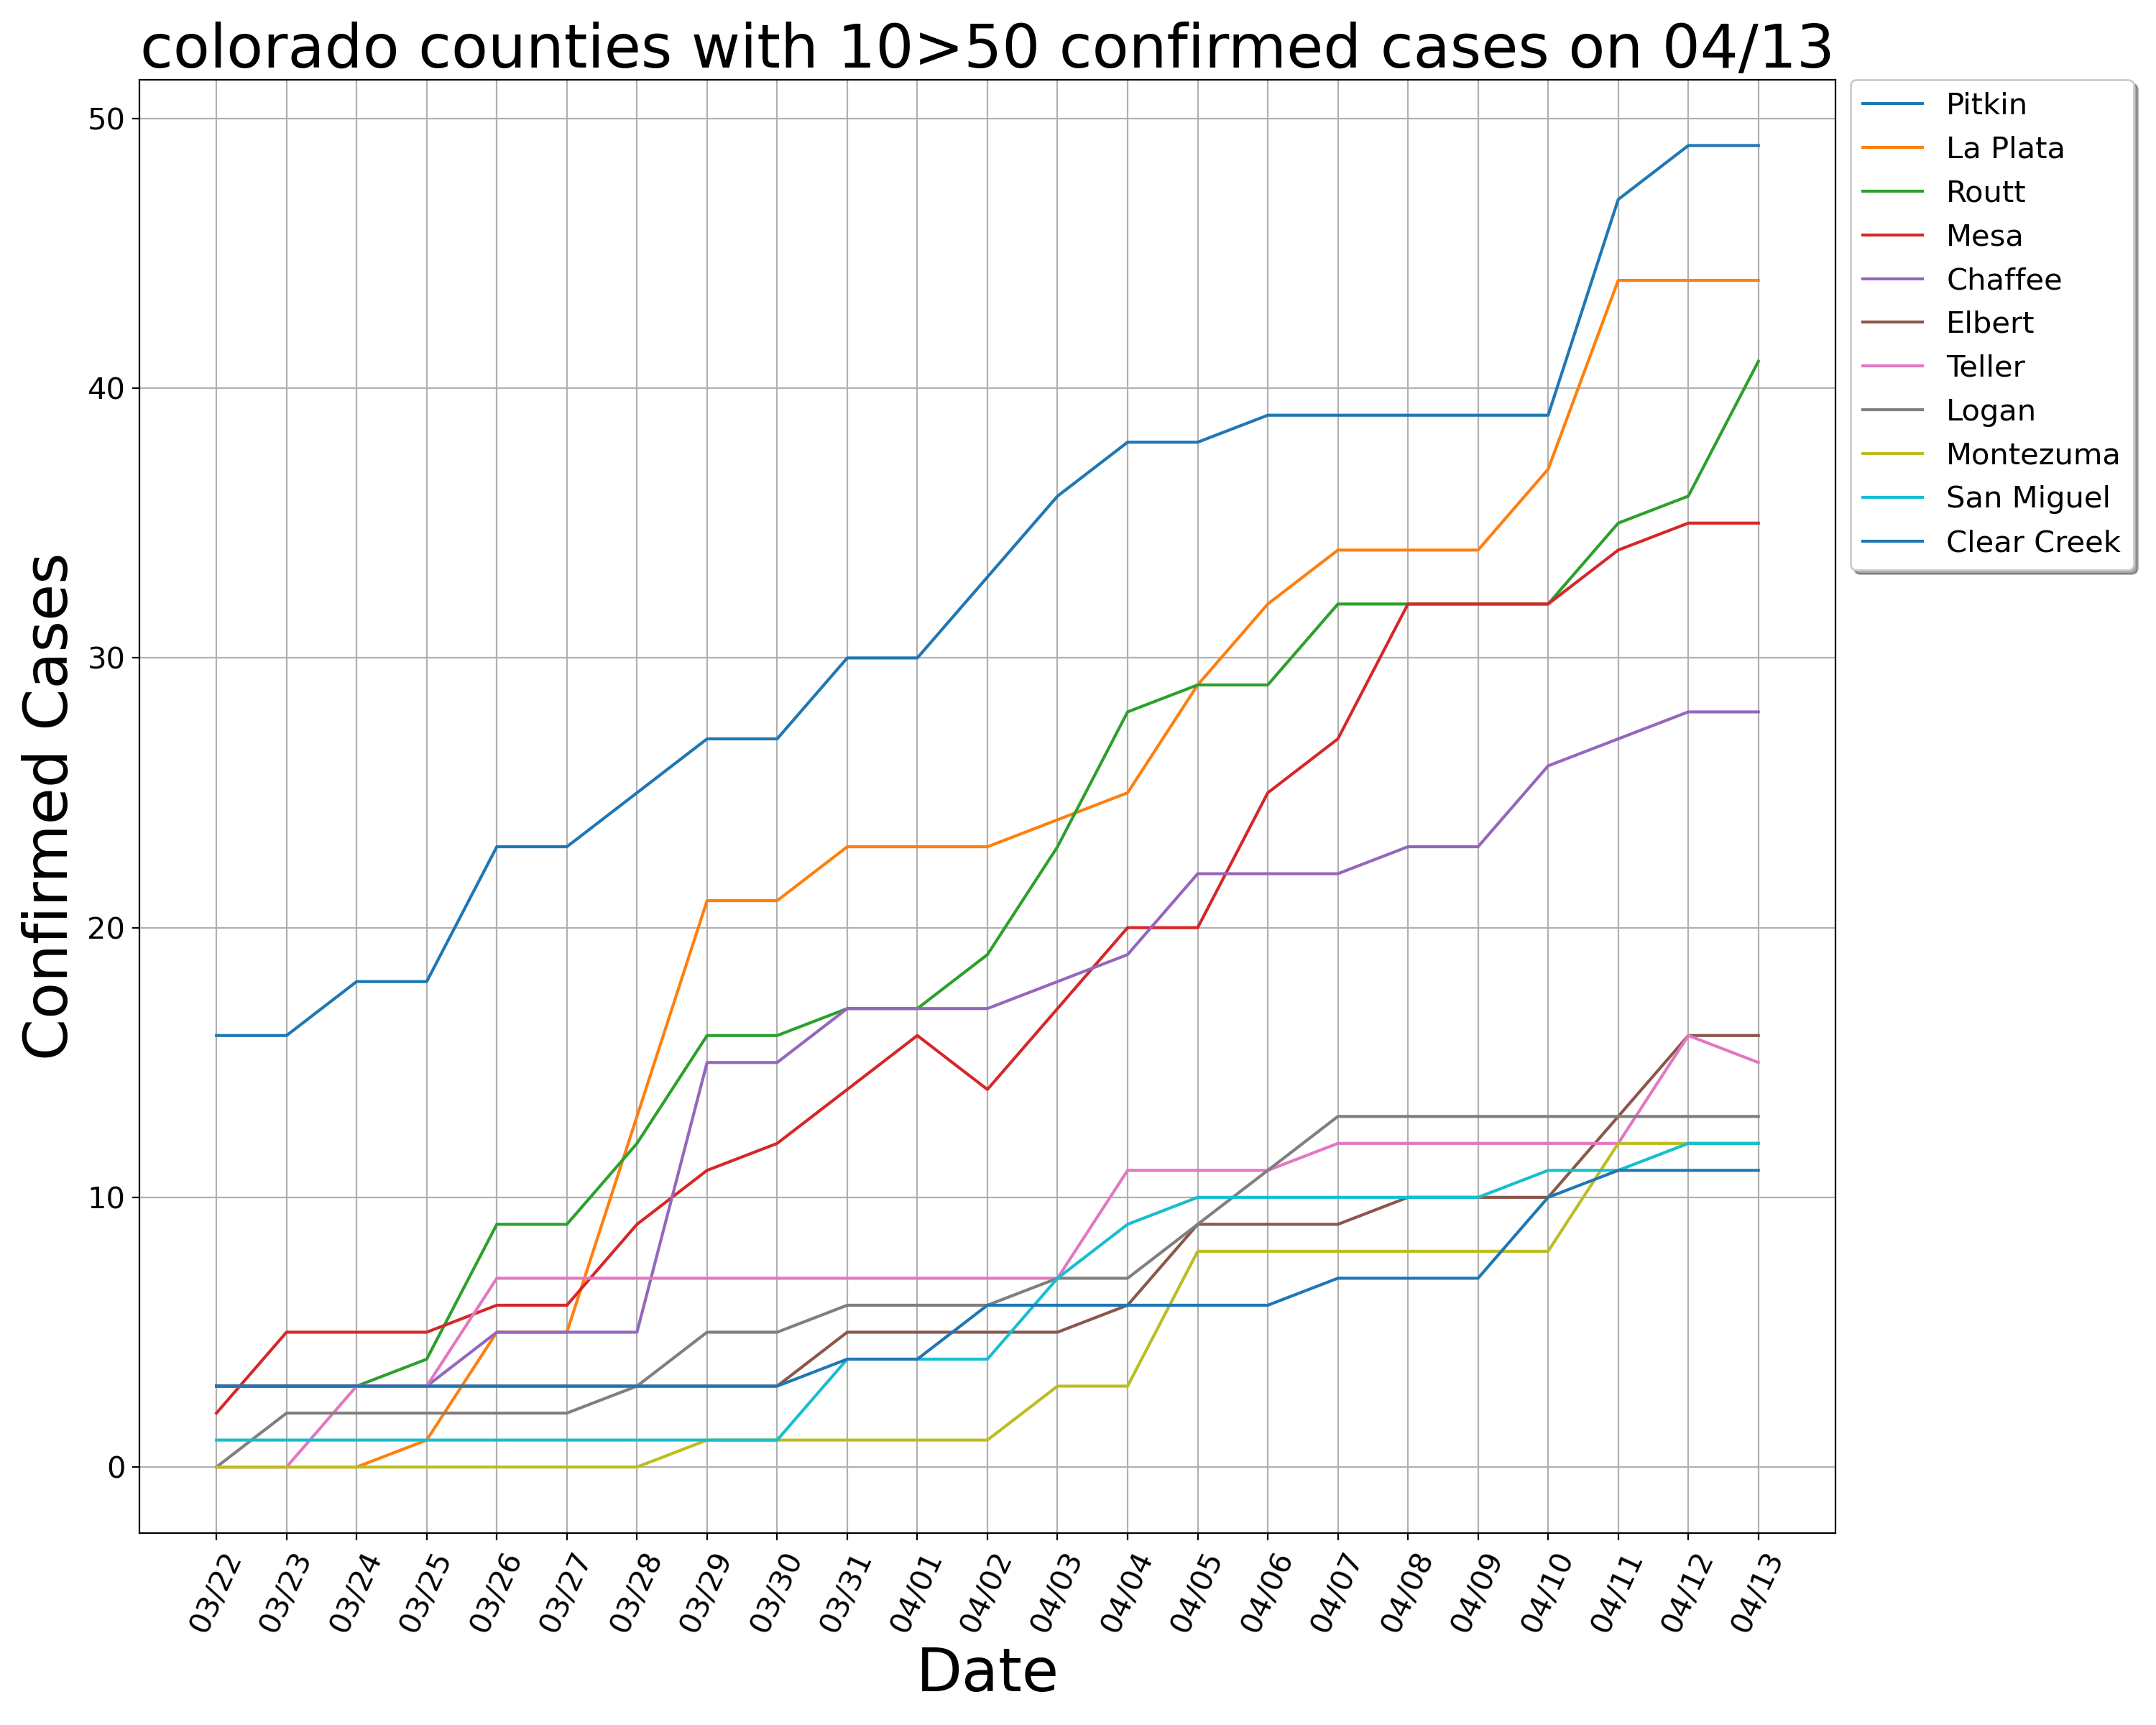 colorado counties with 10>50 confirmed cases on 04/13
Confirmed Cases
50
40
30
20
10
0
03/22
03/23
03/24
03/25
03/26
03/27
03/28
03/29
03/30
03/31
04/01
04/02
04/03
04/04
04/05
04/06
04/07
04/08
04/09
04/10
04/11
04/12
04/13
Date
Pitkin
La Plata
Routt
Mesa
Chaffee
Elbert
Teller
Logan
Montezuma
San Miguel
Clear Creek